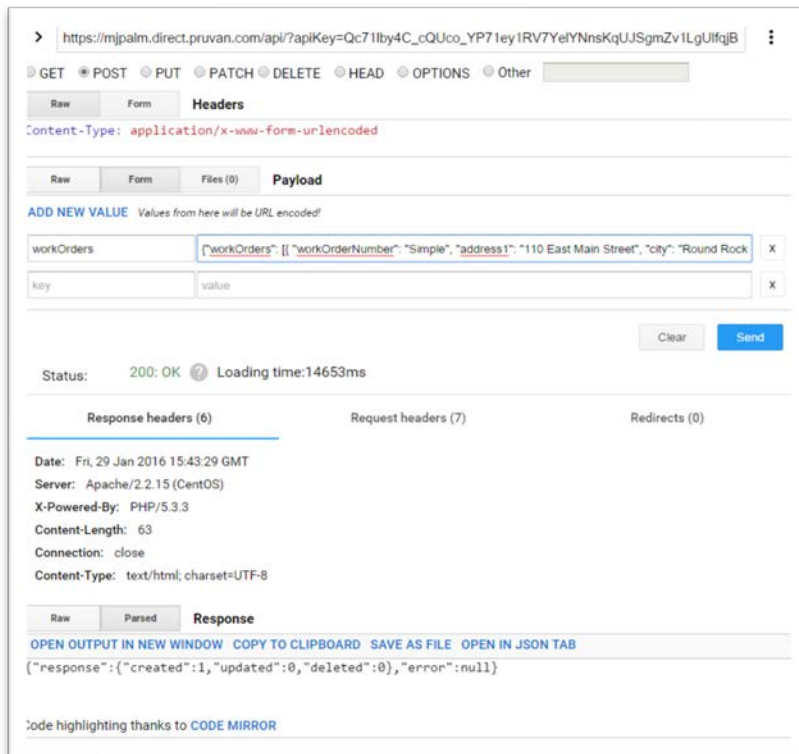 https://mjpalm.direct.pruvan.com/api/?apiKey=Qc71lby4C_cQUco_YP71ey1RV7YelYNnsKqUJSgmZv1LgUlfqjB
GET POST PUT PATCH DELETE HEAD OPTIONS Other
Raw Form Headers
Content-Type: application/x-www-form-urlencoded
Raw Form Files (0) Payload
ADD NEW VALUE Values from here will be URL encoded!
workOrders {"workOrders": [{ "workOrderNumber": "Simple", "address1": "110 East Main Street", "city": "Round Rock X
key value X
Clear Send
Status: 200: OK ? Loading time:14653ms
Response headers (6) Request headers (7) Redirects (0)
Date: Fri, 29 Jan 2016 15:43:29 GMT
Server: Apache/2.2.15 (CentOS)
X-Powered-By: PHP/5.3.3
Content-Length: 63
Connection: close
Content-Type: text/html; charset=UTF-8
Raw Parsed Response
OPEN OUTPUT IN NEW WINDOW COPY TO CLIPBOARD SAVE AS FILE OPEN IN JSON TAB
{"response":{"created":1,"updated":0,"deleted":0},"error":null}
Code highlighting thanks to CODE MIRROR